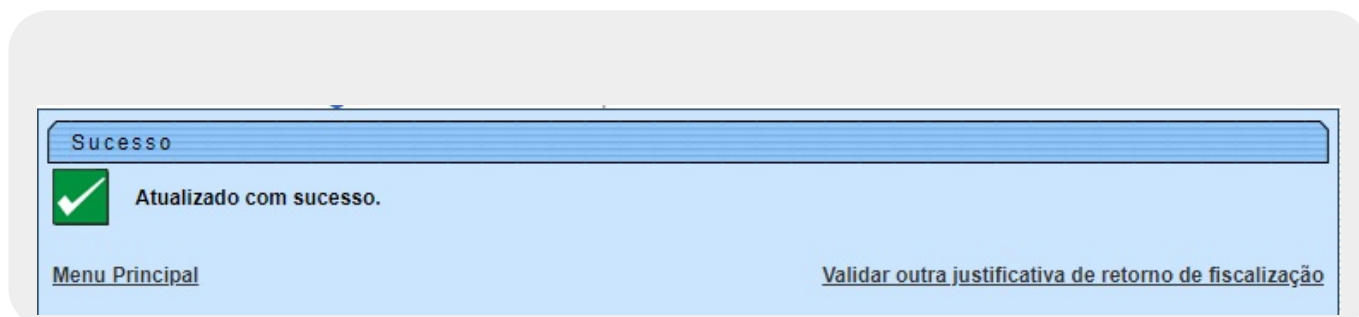 Sucesso
Atualizado com sucesso.
Menu Principal Validar outra justificativa de retorno de fiscalização